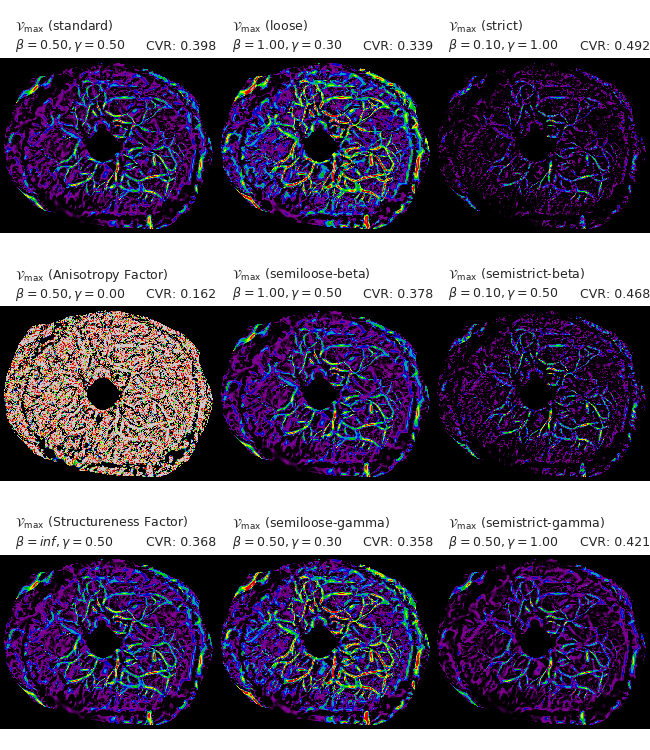 𝒱max (standard) 𝒱max (loose) 𝒱max (strict)
β = 0.50, γ = 0.50 CVR: 0.398 β = 1.00, γ = 0.30 CVR: 0.339 β = 0.10, γ = 1.00 CVR: 0.492
𝒱max (Anisotropy Factor) 𝒱max (semiloose-beta) 𝒱max (semistrict-beta)
β = 0.50, γ = 0.00 CVR: 0.162 β = 1.00, γ = 0.50 CVR: 0.378 β = 0.10, γ = 0.50 CVR: 0.468
𝒱max (Structureness Factor) 𝒱max (semiloose-gamma) 𝒱max (semistrict-gamma)
β = inf, γ = 0.50 CVR: 0.368 β = 0.50, γ = 0.30 CVR: 0.358 β = 0.50, γ = 1.00 CVR: 0.421